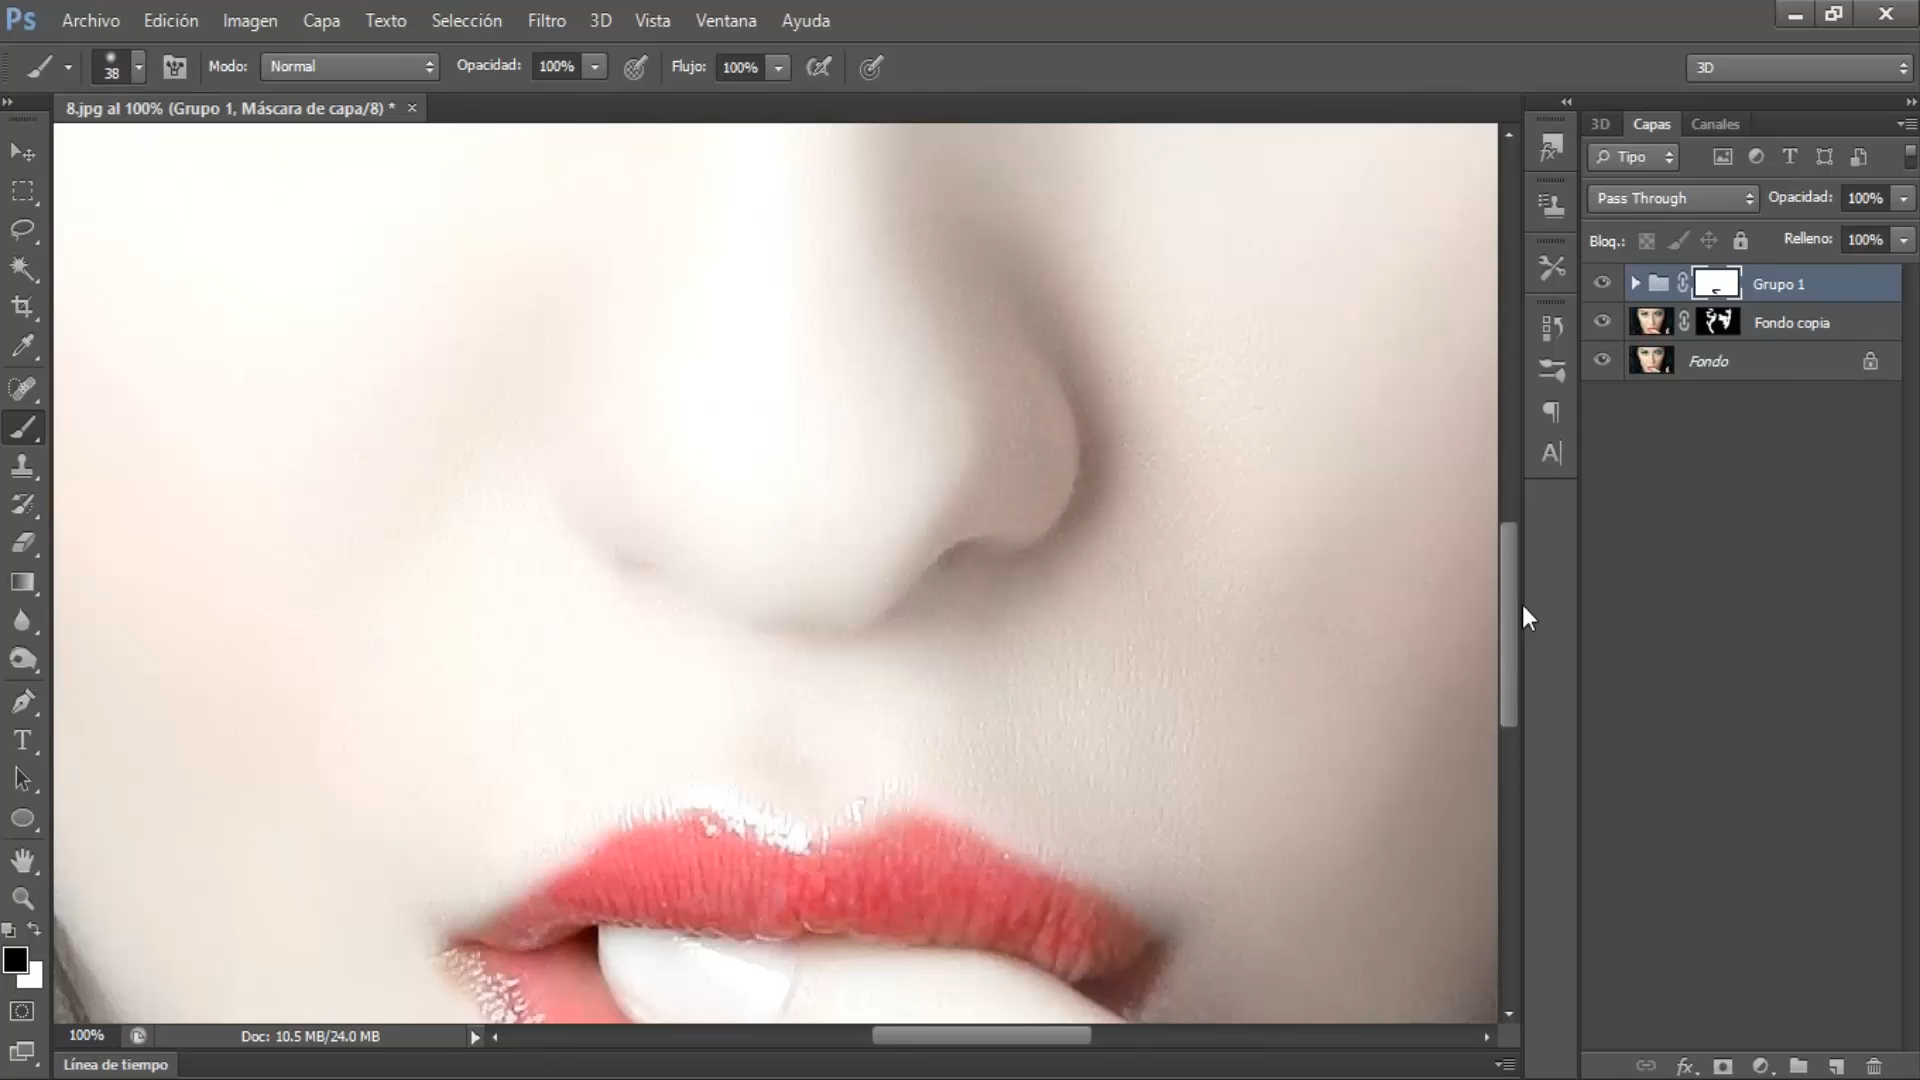 Ps Archivo Edición Imagen Capa Texto Selección Filtro 3D Vista Ventana Ayuda
38 Modo: Normal Opacidad: 100% Flujo: 100% 3D
8.jpg al 100% (Grupo 1, Máscara de capa/8) * ×
3D Capas Canales
Tipo
Pass Through Opacidad: 100%
Bloq.: Relleno: 100%
Grupo 1
Fondo copia
Fondo
100% Doc: 10.5 MB/24.0 MB
Línea de tiempo